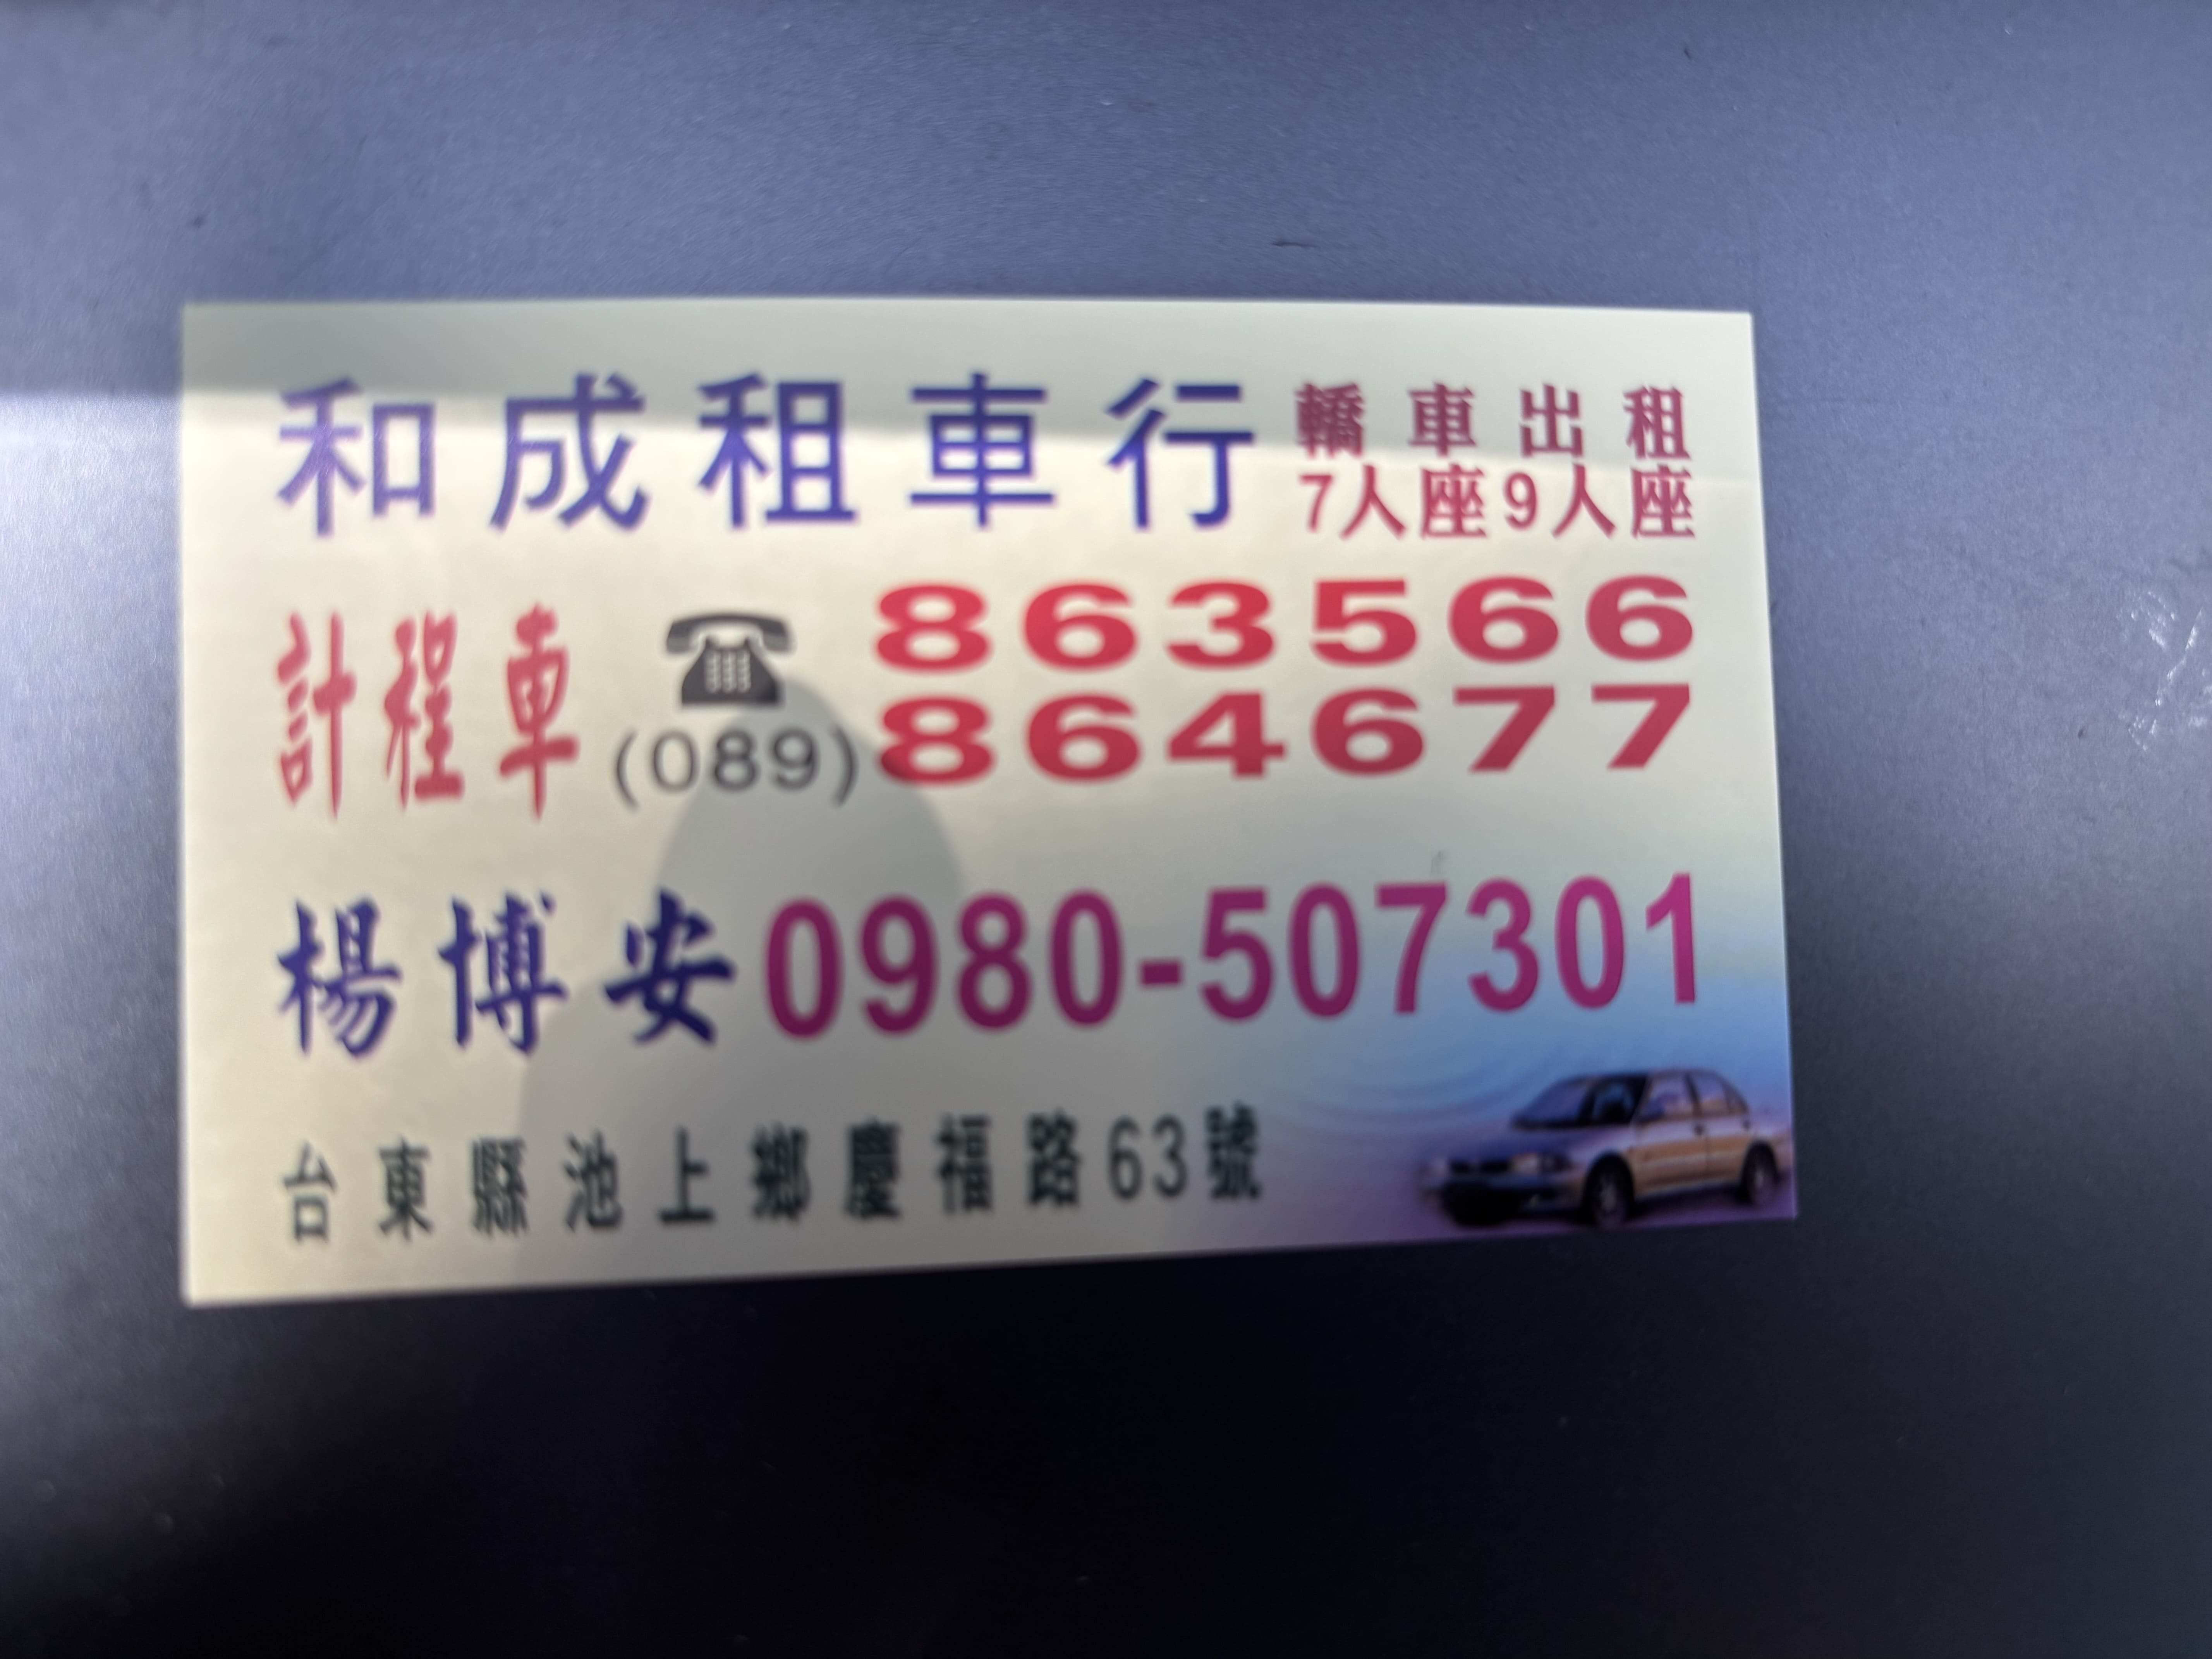 和成租車行 轎車出租
7人座9人座
計程車 863566
(089) 864677
楊博安 0980-507301
台東縣池上鄉慶福路63號